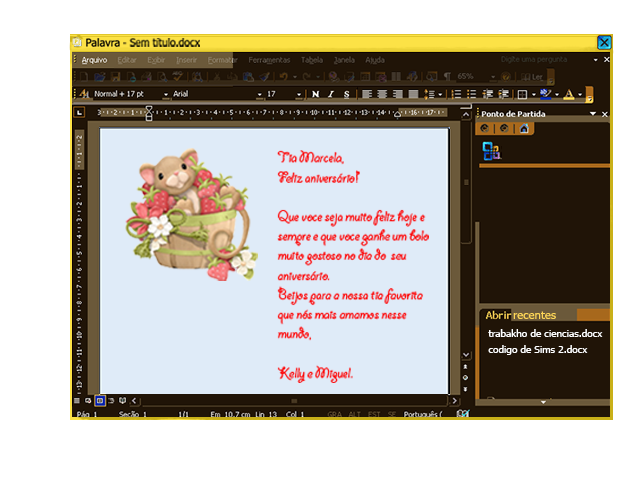 Palavra - Sem título.docx
Arquivo Editar Exibir Inserir Formatar Ferramentas Tabela Janela Ajuda Digite uma pergunta
65% Ler
Normal + 17 pt Arial 17 N I S
Ponto de Partida
Tia Marcela,
Feliz aniversário!
Que voce seja muito feliz hoje e
sempre e que voce ganhe um bolo
muito gostoso no dia do seu
aniversário.
Beijos para a nossa tia favorita
que nós mais amamos nesse
mundo,
Kelly e Miguel.
Abrir recentes
trabakho de ciencias.docx
codigo de Sims 2.docx
Pág 1 Seção 1 1/1 Em 10,7 cm Lin 13 Col 1 GRA ALT EST SE Português (